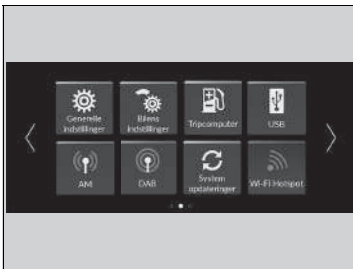 Generelle
indstillinger
Bilens
indstillinger
Tripcomputer
USB
AM
DAB
System
opdateringer
Wi-Fi Hotspot